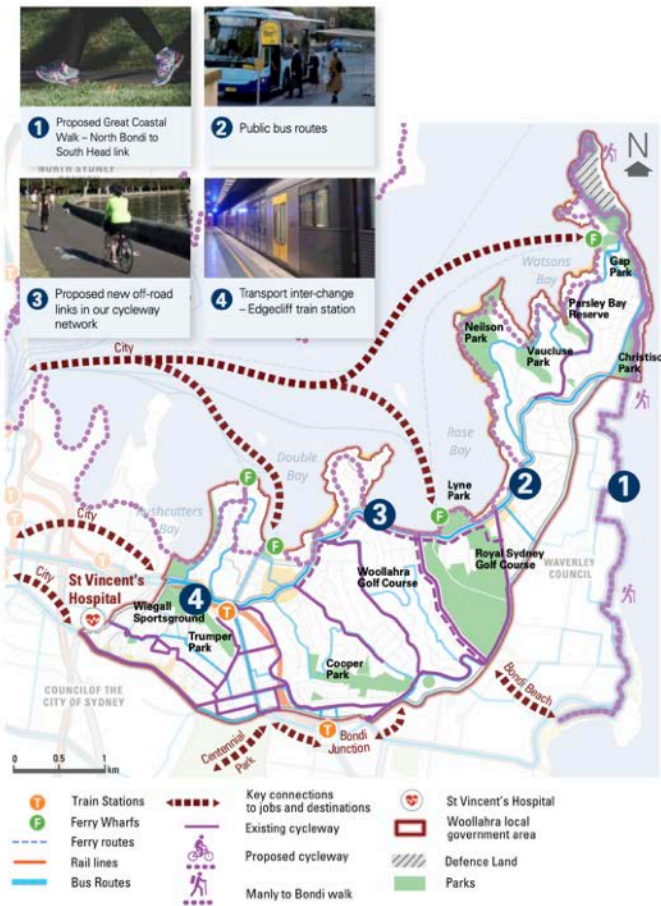 1 Proposed Great Coastal
Walk – North Bondi to
South Head link
2 Public bus routes
3 Proposed new off-road
links in our cycleway
network
4 Transport inter-change
– Edgecliff train station
NORTH SYDNEY
N
F
Gap
Park
Watsons
Bay
Parsley Bay
Reserve
Neilson
Park
Vaucluse
Park
Christison
Park
City
Double
Bay
Rose
Bay
F
Lyne
Park
F
F
Rushcutters
Bay
1
2
3
City
City
T
T
St Vincent's
Hospital
4
T
Wiegall
Sportsground
Trumper
Park
Woollahra
Golf Course
Royal Sydney
Golf Course
WAVERLEY
COUNCIL
Cooper
Park
COUNCIL OF THE
CITY OF SYDNEY
Bondi Beach
T
Bondi
Junction
Centennial
Park
0 0.5 1
km
T Train Stations
F Ferry Wharfs
Ferry routes
Rail lines
Bus Routes
Key connections
to jobs and destinations
Existing cycleway
Proposed cycleway
Manly to Bondi walk
St Vincent's Hospital
Woollahra local
government area
Defence Land
Parks